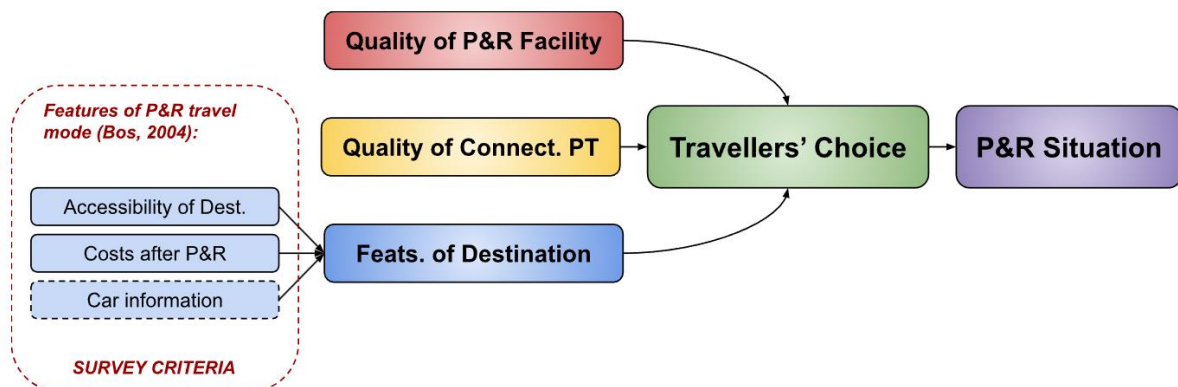 Quality of P&R Facility
Features of P&R travel
mode (Bos, 2004):
Quality of Connect. PT
Travellers’ Choice
P&R Situation
Accessibility of Dest.
Costs after P&R
Feats. of Destination
Car information
SURVEY CRITERIA